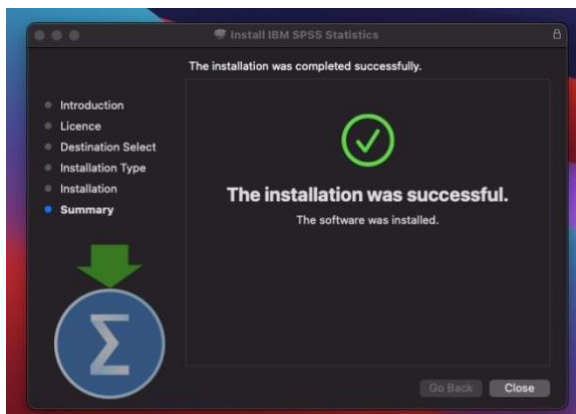 Install IBM SPSS Statistics
The installation was completed successfully.
Introduction
Licence
Destination Select
Installation Type
Installation
Summary
The installation was successful.
The software was installed.
Σ
Go Back
Close